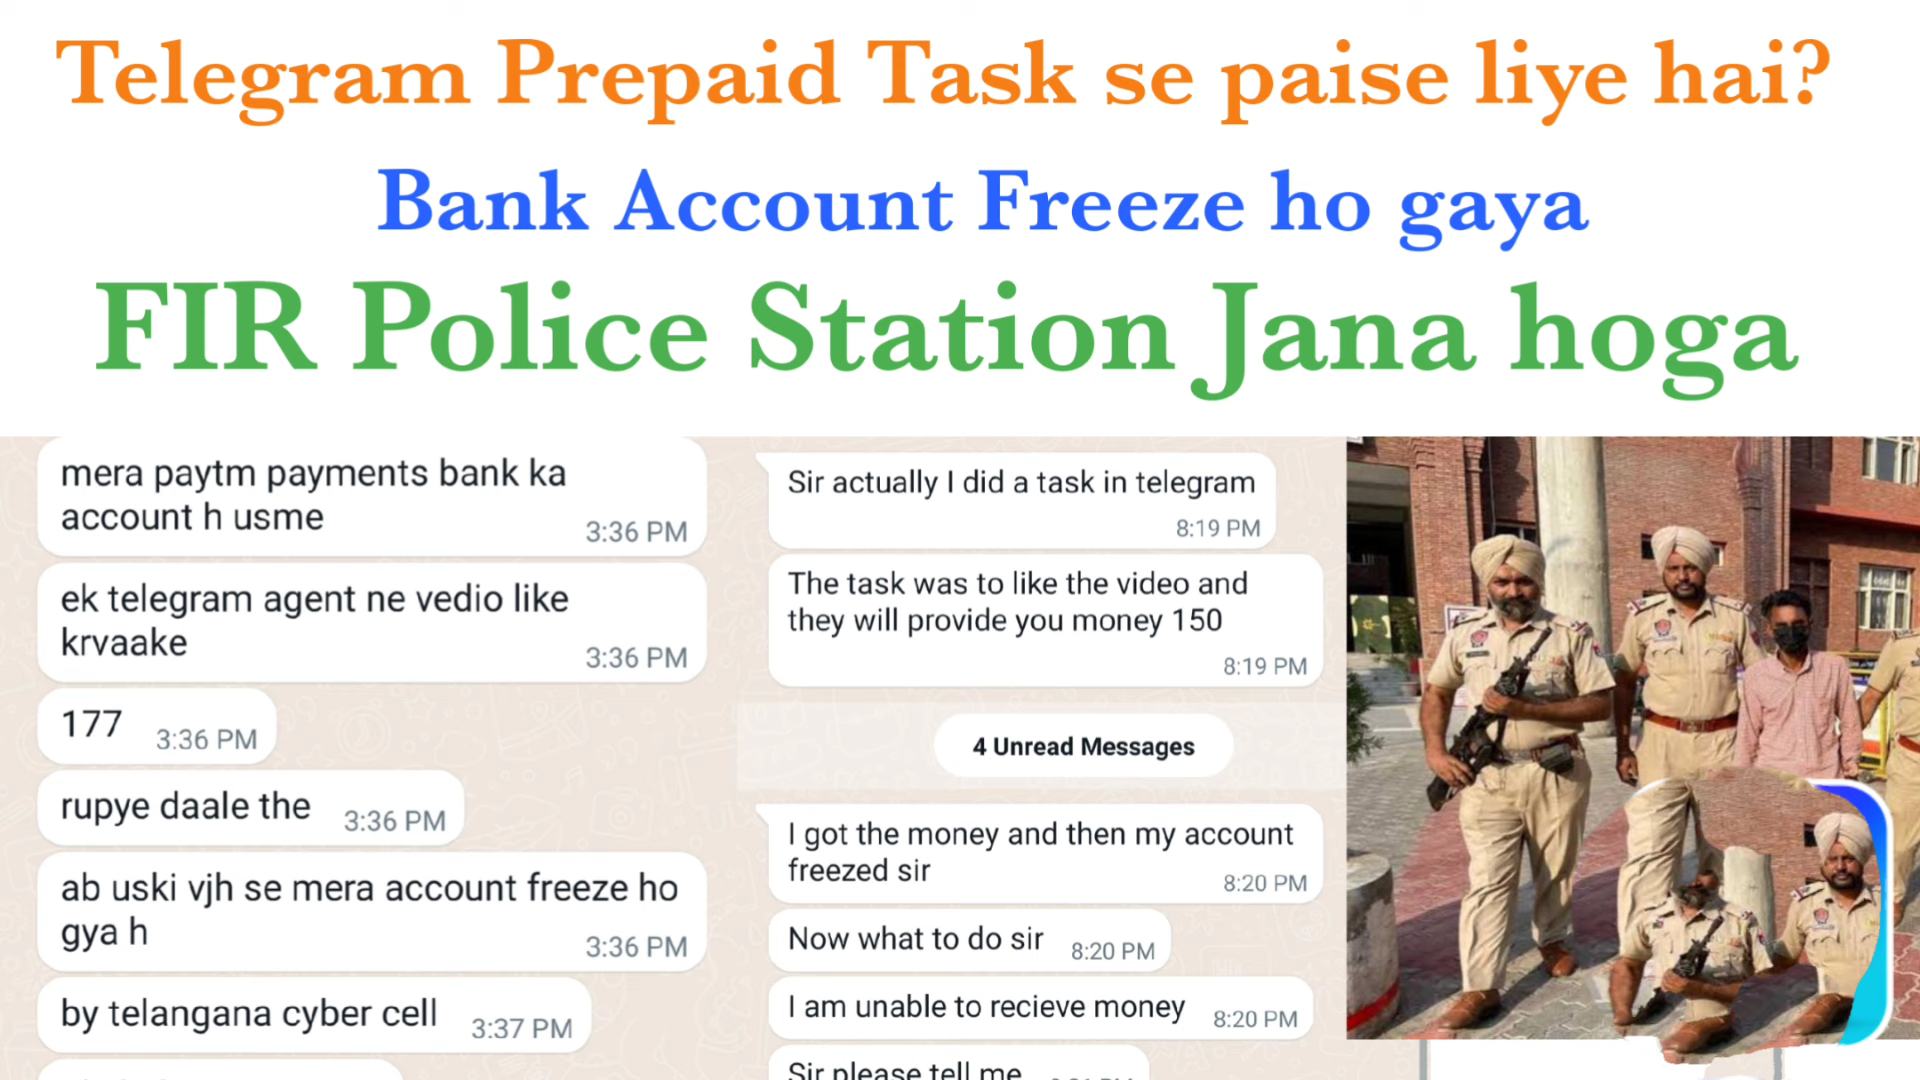 Telegram Prepaid Task se paise liye hai?
Bank Account Freeze ho gaya
FIR Police Station Jana hoga
mera paytm payments bank ka
account h usme
3:36 PM
ek telegram agent ne vedio like
krvaake
3:36 PM
177 3:36 PM
rupye daale the 3:36 PM
ab uski vjh se mera account freeze ho
gya h
3:36 PM
by telangana cyber cell 3:37 PM
Sir actually I did a task in telegram
8:19 PM
The task was to like the video and
they will provide you money 150
8:19 PM
4 Unread Messages
I got the money and then my account
freezed sir
8:20 PM
Now what to do sir 8:20 PM
I am unable to recieve money 8:20 PM
Sir please tell me